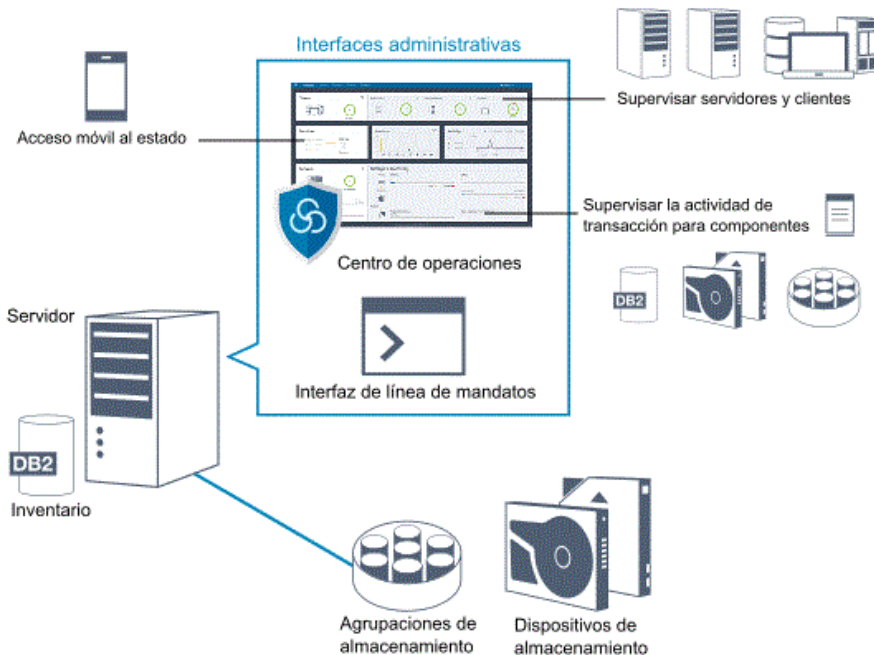 Interfaces administrativas
Acceso móvil al estado
Supervisar servidores y clientes
Supervisar la actividad de
transacción para componentes
DB2
Centro de operaciones
Interfaz de línea de mandatos
Servidor
DB2
Inventario
Agrupaciones de
almacenamiento
Dispositivos de
almacenamiento